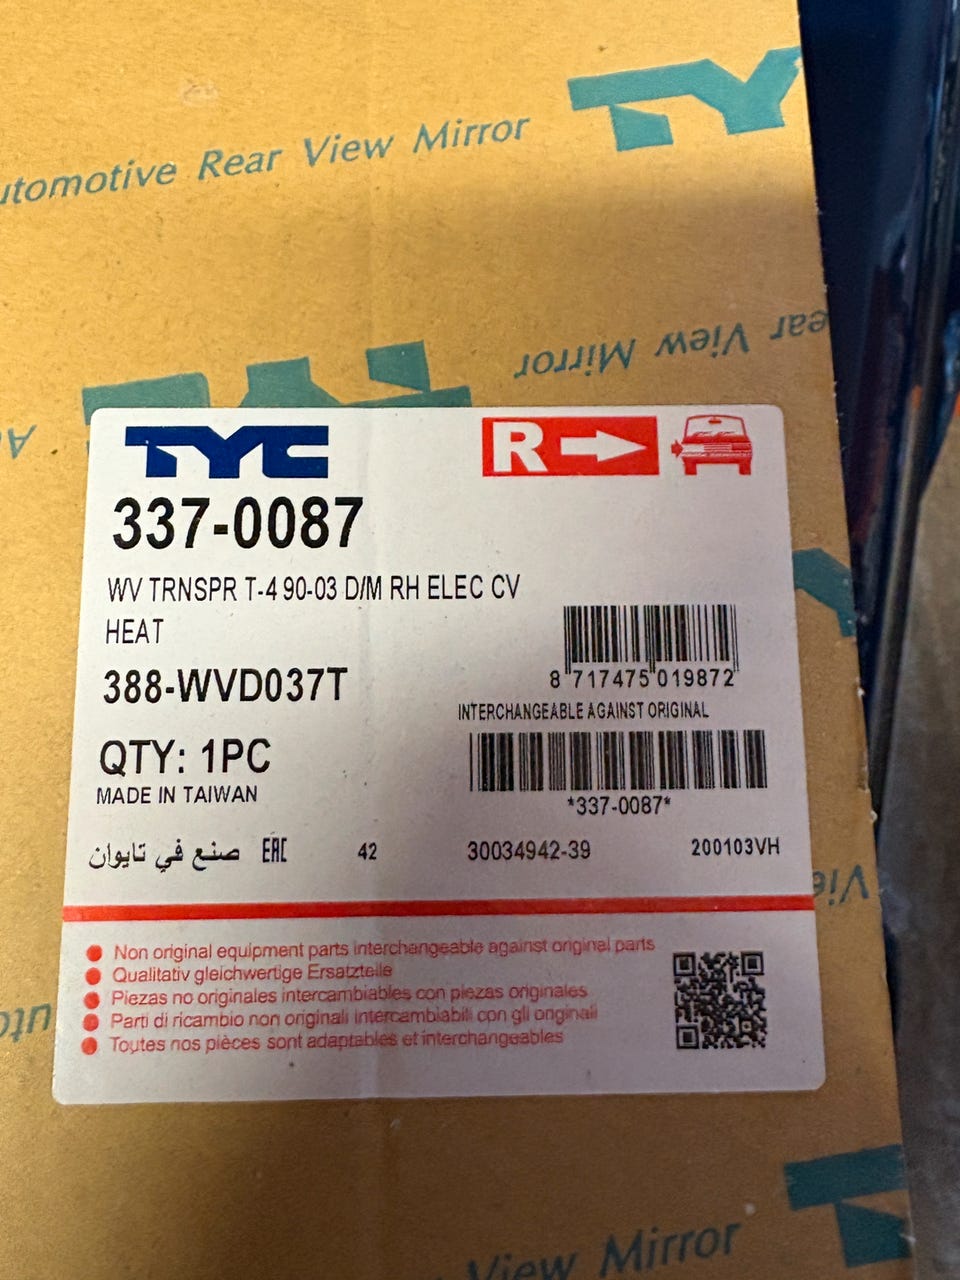 TYC
utomotive Rear View Mirror
Rear View Mirror
TYC
R
337-0087
WV TRNSPR T-4 90-03 D/M RH ELEC CV
HEAT
388-WVD037T
8 717475 019872
INTERCHANGEABLE AGAINST ORIGINAL
QTY: 1PC
MADE IN TAIWAN
*337-0087*
صنع في تايوان EAC 42 30034942-39 200103VH
Non original equipment parts interchangeable against original parts
Qualitativ gleichwertige Ersatzteile
Piezas no originales intercambiables con piezas originales
Parti di ricambio non originali intercambiabili con gli originali
Toutes nos pièces sont adaptables et interchangeables
View Mirror